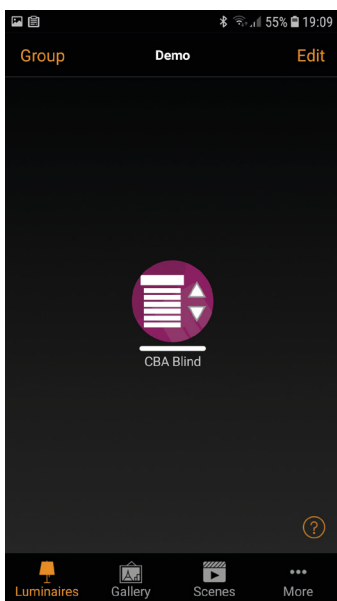 55% 19:09
Group Demo Edit
CBA Blind
?
Luminaires Gallery Scenes More